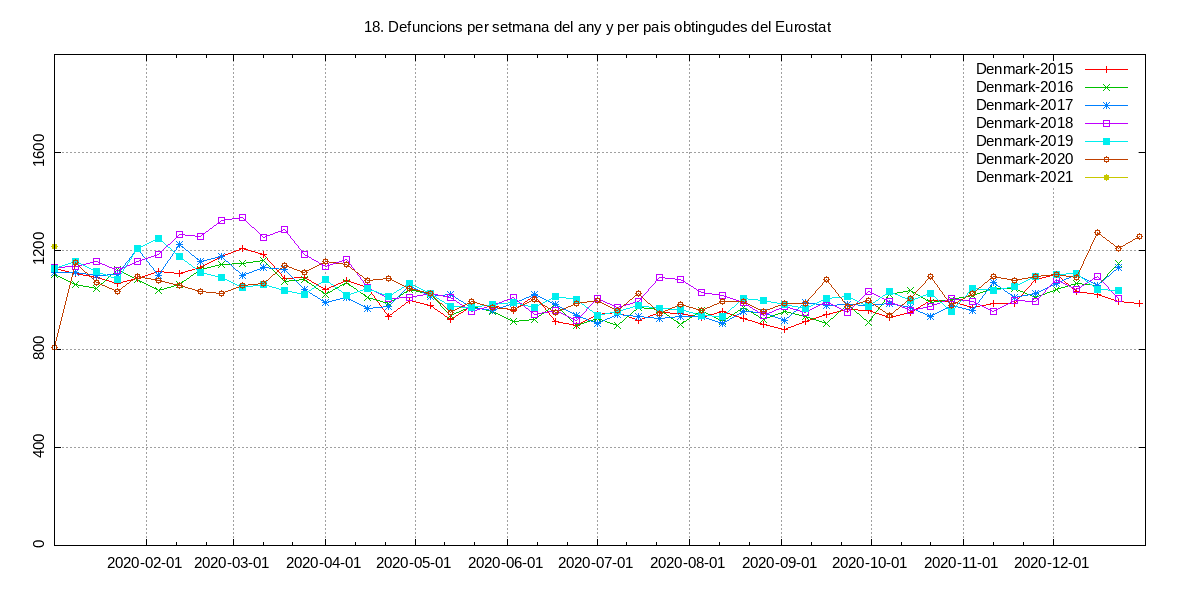 18. Defuncions per setmana del any y per pais obtingudes del Eurostat
Denmark-2015
Denmark-2016
Denmark-2017
Denmark-2018
Denmark-2019
Denmark-2020
Denmark-2021
1600
1200
800
400
0
2020-02-01 2020-03-01 2020-04-01 2020-05-01 2020-06-01 2020-07-01 2020-08-01 2020-09-01 2020-10-01 2020-11-01 2020-12-01